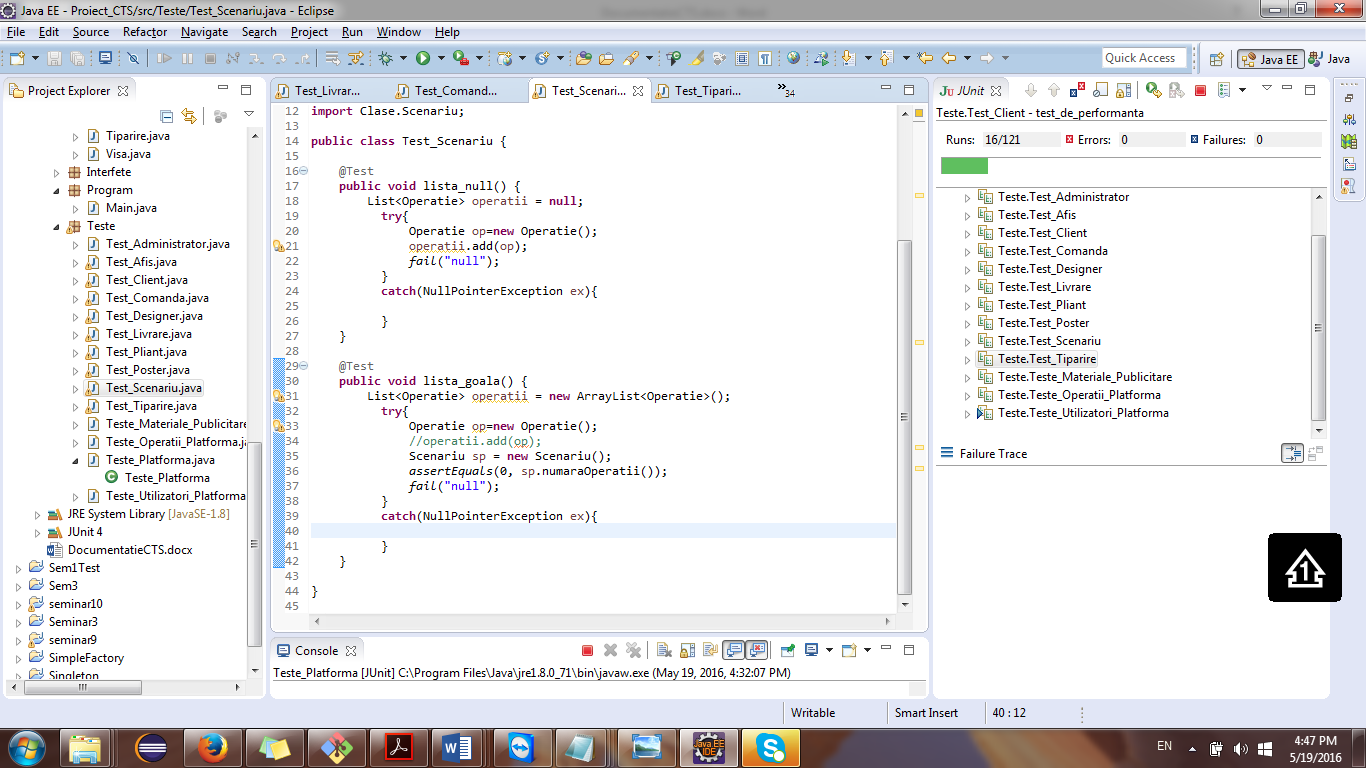 Java EE - Proiect_CTS/src/Teste/Test_Scenariu.java - Eclipse
File Edit Source Refactor Navigate Search Project Run Window Help
Quick Access
Java EE
Java
Project Explorer
Tiparire.java
Visa.java
Interfete
Program
Main.java
Teste
Test_Administrator.java
Test_Afis.java
Test_Client.java
Test_Comanda.java
Test_Designer.java
Test_Livrare.java
Test_Pliant.java
Test_Poster.java
Test_Scenariu.java
Test_Tiparire.java
Teste_Materiale_Publicitare
Teste_Operatii_Platforma.ja
Teste_Platforma.java
Teste_Platforma
Teste_Utilizatori_Platforma
JRE System Library [JavaSE-1.8]
JUnit 4
DocumentatieCTS.docx
Sem1Test
Sem3
seminar10
Seminar3
seminar9
SimpleFactory
Singleton
Test_Livrar...
Test_Comand...
Test_Scenari...
Test_Tipari...
»34
12 import Clase.Scenariu;
13
14 public class Test_Scenariu {
15
16 @Test
17 public void lista_null() {
18 List<Operatie> operatii = null;
19 try{
20 Operatie op=new Operatie();
21 operatii.add(op);
22 fail("null");
23 }
24 catch(NullPointerException ex){
25
26 }
27 }
28
29 @Test
30 public void lista_goala() {
31 List<Operatie> operatii = new ArrayList<Operatie>();
32 try{
33 Operatie op=new Operatie();
34 //operatii.add(op);
35 Scenariu sp = new Scenariu();
36 assertEquals(0, sp.numaraOperatii());
37 fail("null");
38 }
39 catch(NullPointerException ex){
40
41 }
42 }
43
44 }
45
Console
Teste_Platforma [JUnit] C:\Program Files\Java\jre1.8.0_71\bin\javaw.exe (May 19, 2016, 4:32:07 PM)
JU JUnit
Teste.Test_Client - test_de_performanta
Runs: 16/121 Errors: 0 Failures: 0
Teste.Test_Administrator
Teste.Test_Afis
Teste.Test_Client
Teste.Test_Comanda
Teste.Test_Designer
Teste.Test_Livrare
Teste.Test_Pliant
Teste.Test_Poster
Teste.Test_Scenariu
Teste.Test_Tiparire
Teste.Teste_Materiale_Publicitare
Teste.Teste_Operatii_Platforma
Teste.Teste_Utilizatori_Platforma
Failure Trace
1
Writable Smart Insert 40 : 12
Java EE
IDE
EN
4:47 PM
5/19/2016